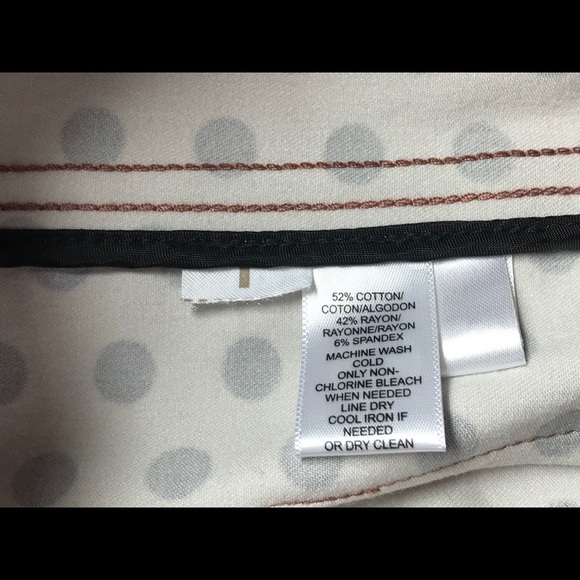 52% COTTON/
COTON/ALGODON
42% RAYON/
RAYONNE/RAYON
6% SPANDEX
MACHINE WASH
COLD
ONLY NON-
CHLORINE BLEACH
WHEN NEEDED
LINE DRY
COOL IRON IF
NEEDED
OR DRY CLEAN